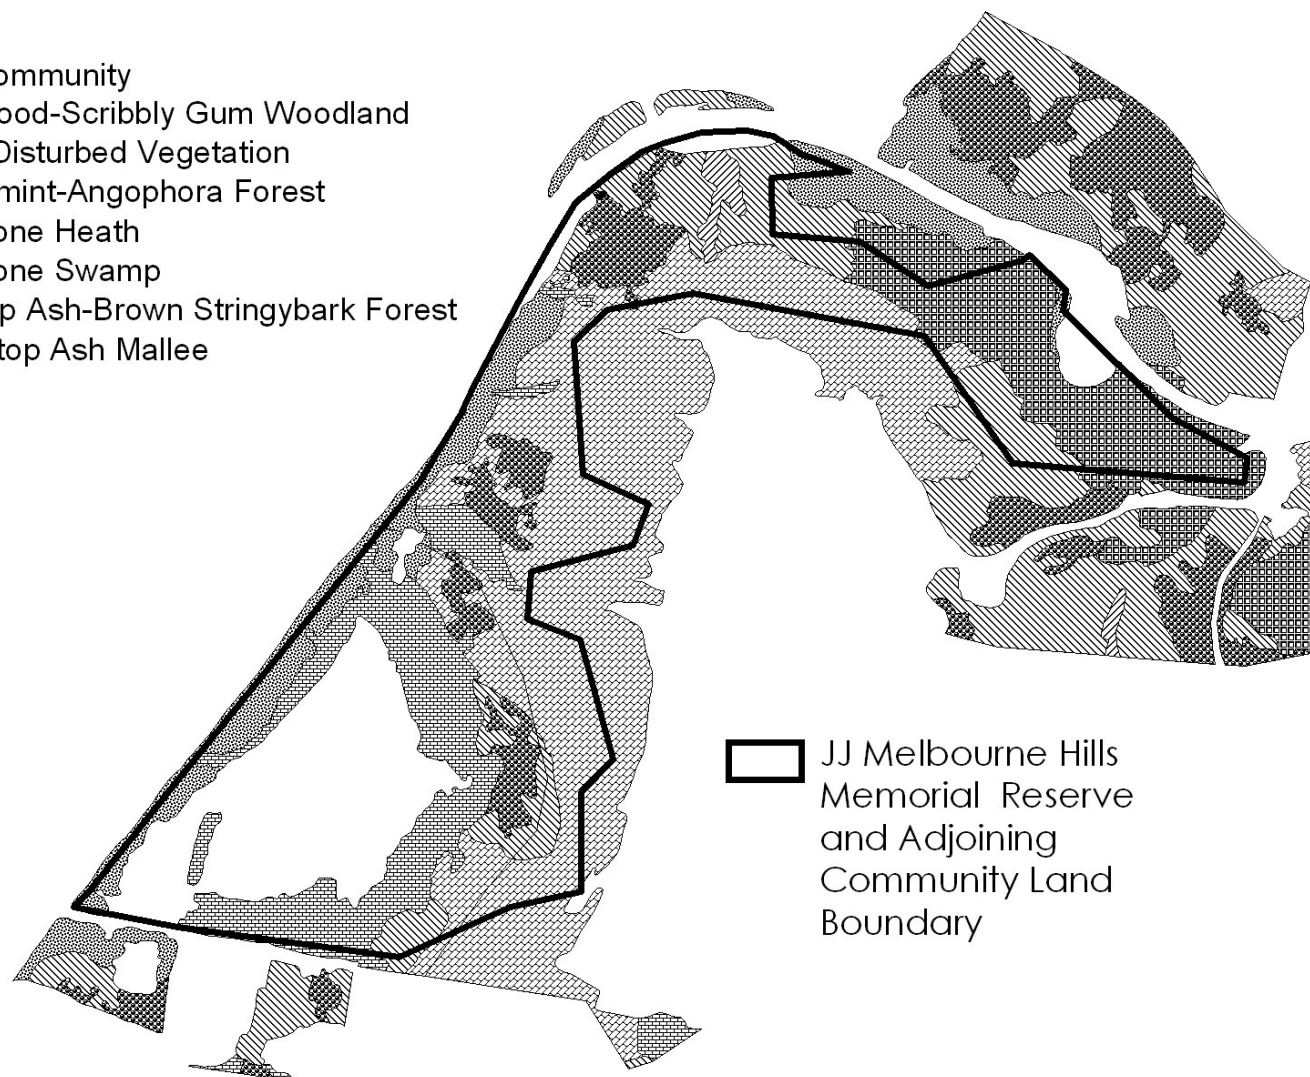 ommunity
ood-Scribbly Gum Woodland
Disturbed Vegetation
mint-Angophora Forest
one Heath
one Swamp
p Ash-Brown Stringybark Forest
top Ash Mallee
JJ Melbourne Hills
Memorial Reserve
and Adjoining
Community Land
Boundary